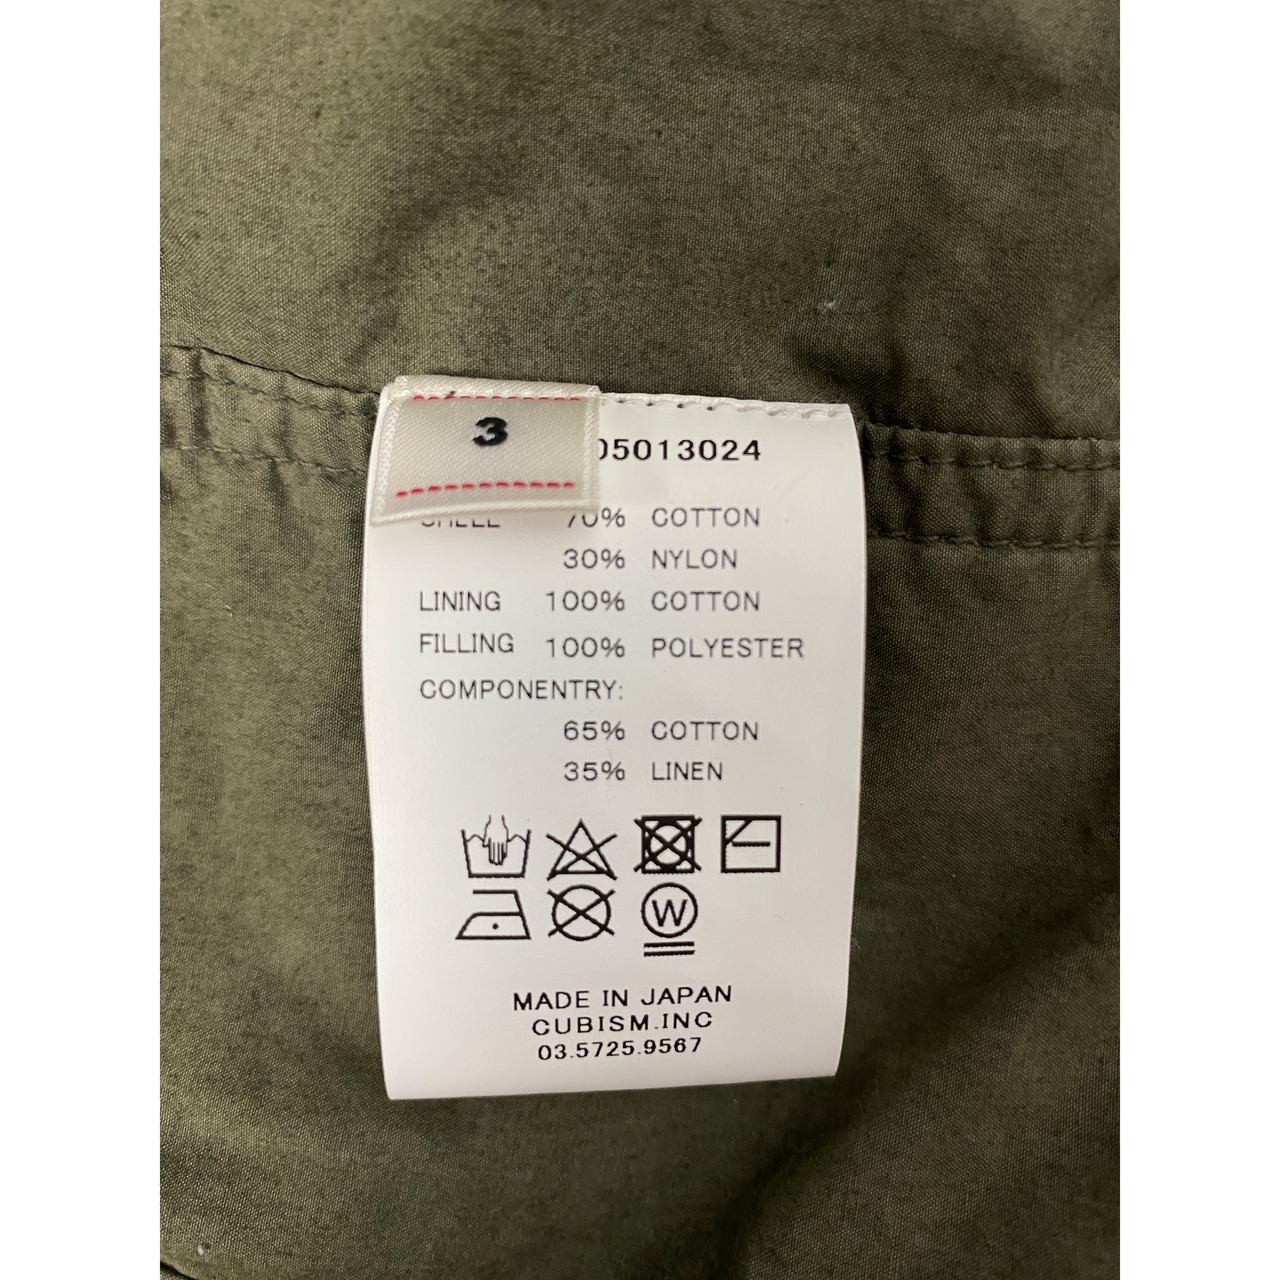 3
05013024
SHELL 70% COTTON
30% NYLON
LINING 100% COTTON
FILLING 100% POLYESTER
COMPONENTRY:
65% COTTON
35% LINEN
W
MADE IN JAPAN
CUBISM.INC
03.5725.9567